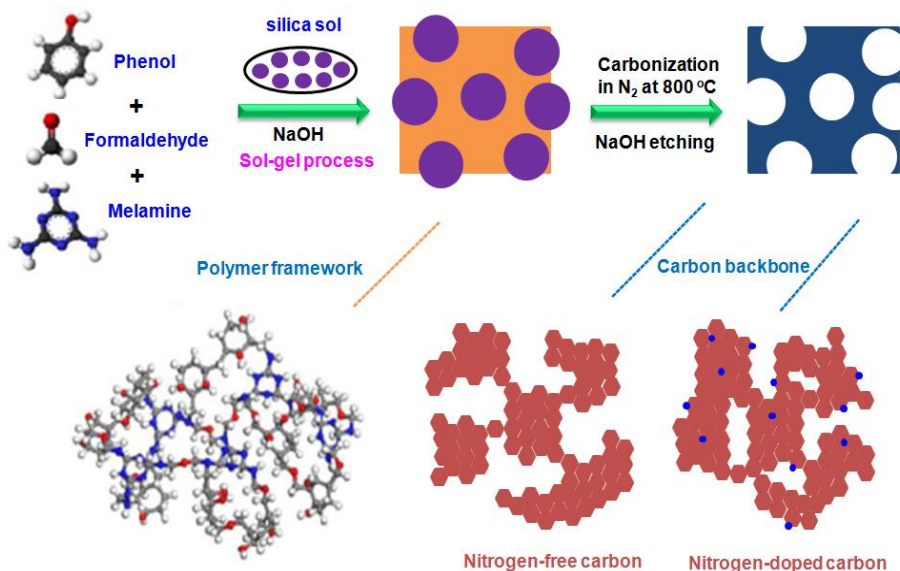 silica sol
Phenol
+
Formaldehyde
+
Melamine
NaOH
Sol-gel process
Carbonization
in N₂ at 800 °C
NaOH etching
Polymer framework
Carbon backbone
Nitrogen-free carbon
Nitrogen-doped carbon